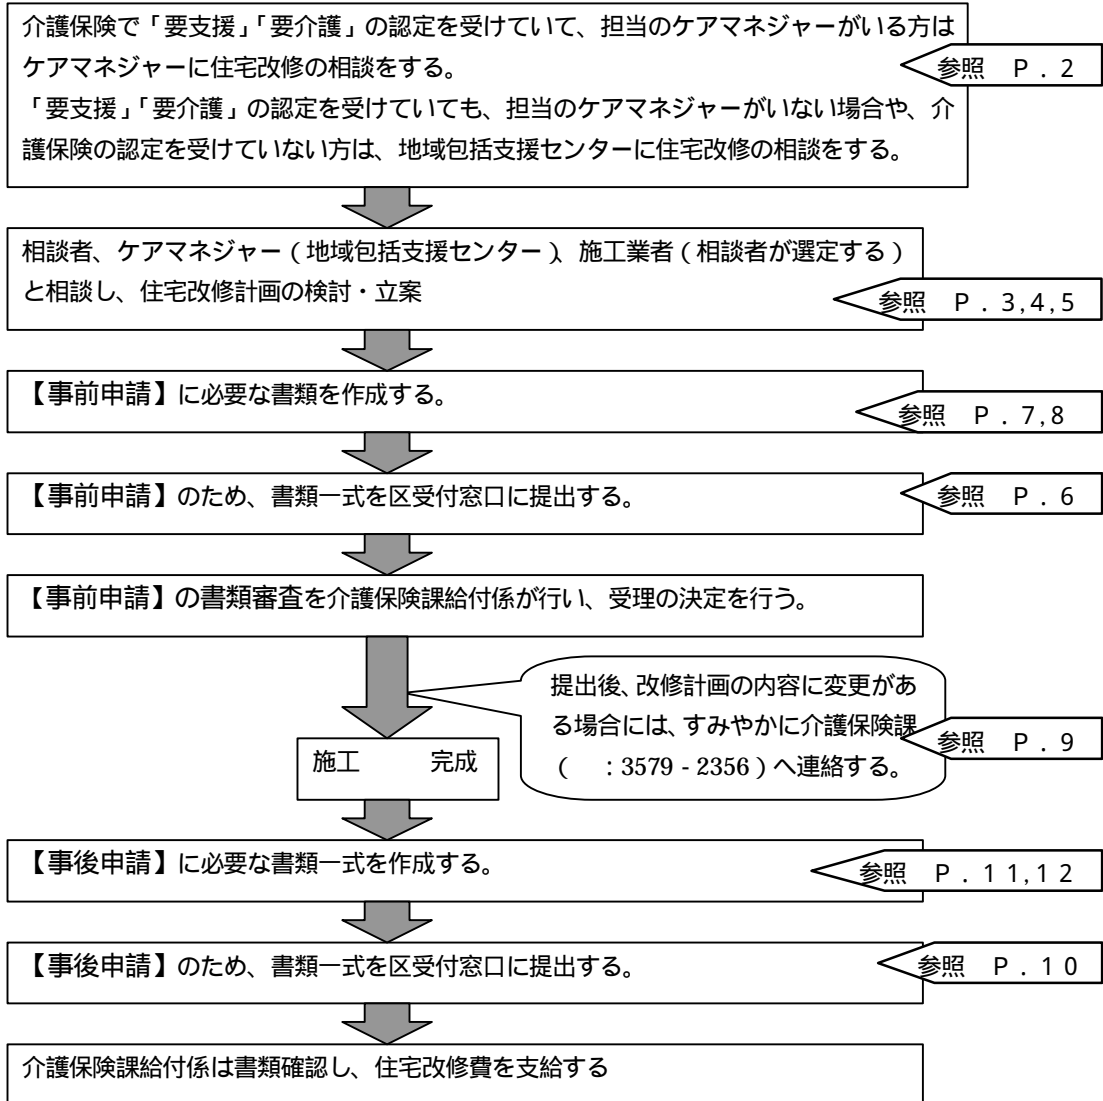 介護保険で「要支援」「要介護」の認定を受けていて、担当のケアマネジャーがいる方は
ケアマネジャーに住宅改修の相談をする。
参照 P.2
「要支援」「要介護」の認定を受けていても、担当のケアマネジャーがいない場合や、介
護保険の認定を受けていない方は、地域包括支援センターに住宅改修の相談をする。
相談者、ケアマネジャー(地域包括支援センター)、施工業者(相談者が選定する)
と相談し、住宅改修計画の検討・立案
参照 P.3,4,5
【事前申請】に必要な書類を作成する。
参照 P.7,8
【事前申請】のため、書類一式を区受付窓口に提出する。
参照 P.6
【事前申請】の書類審査を介護保険課給付係が行い、受理の決定を行う。
提出後、改修計画の内容に変更があ
る場合には、すみやかに介護保険課
( :3579-2356)へ連絡する。
参照 P.9
施工 完成
【事後申請】に必要な書類一式を作成する。
参照 P.11,12
【事後申請】のため、書類一式を区受付窓口に提出する。
参照 P.10
介護保険課給付係は書類確認し、住宅改修費を支給する